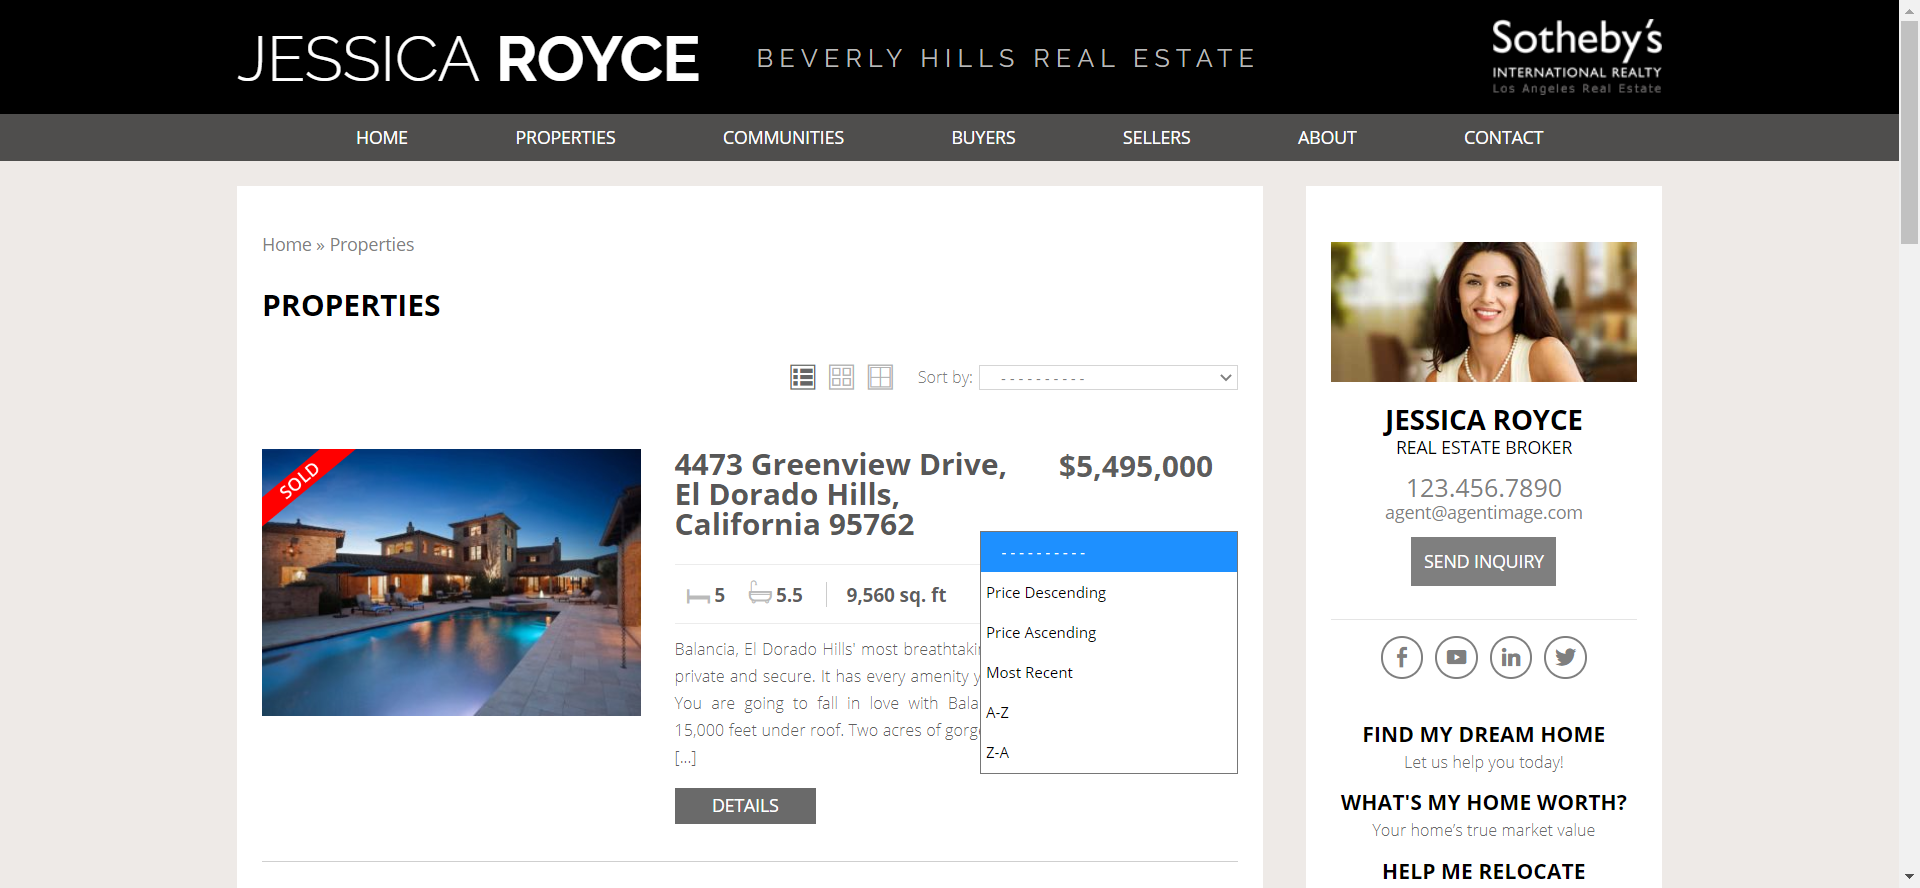 JESSICA ROYCE
BEVERLY HILLS REAL ESTATE
Sotheby's
INTERNATIONAL REALTY
Los Angeles Real Estate
HOME PROPERTIES COMMUNITIES BUYERS SELLERS ABOUT CONTACT
Home » Properties
PROPERTIES
Sort by: ----------
SOLD
4473 Greenview Drive,
El Dorado Hills,
California 95762
$5,495,000
5 5.5 9,560 sq. ft
Balancia, El Dorado Hills' most
private and secure. It has every amenity
You are going to fall in love with
15,000 feet under roof. Two acres of
[...]
DETAILS
----------
Price Descending
Price Ascending
Most Recent
A-Z
Z-A
JESSICA ROYCE
REAL ESTATE BROKER
123.456.7890
agent@agentimage.com
SEND INQUIRY
FIND MY DREAM HOME
Let us help you today!
WHAT'S MY HOME WORTH?
Your home’s true market value
HELP ME RELOCATE